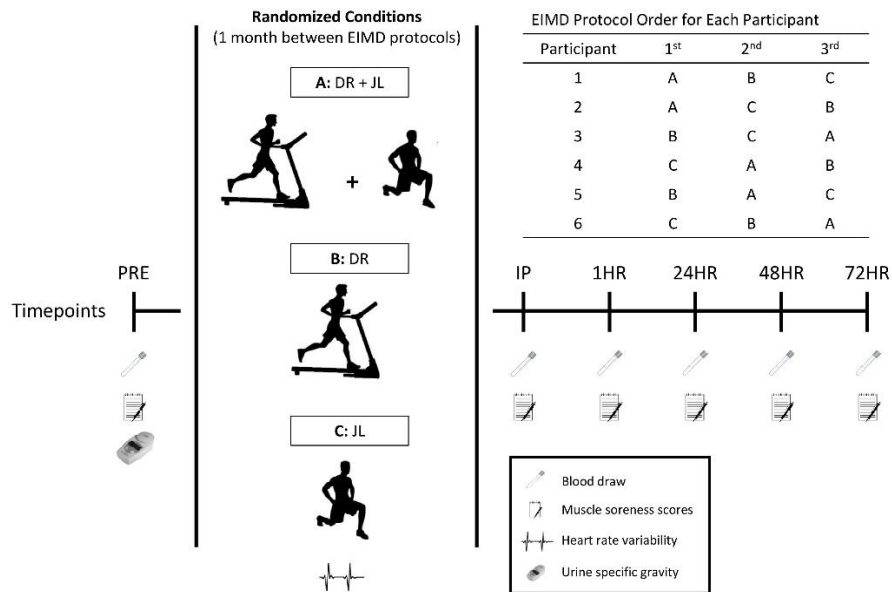 Randomized Conditions
(1 month between EIMD protocols)
A: DR + JL
+
B: DR
C: JL
EIMD Protocol Order for Each Participant
Participant 1st 2nd 3rd
1 A B C
2 A C B
3 B C A
4 C A B
5 B A C
6 C B A
Timepoints
PRE
IP 1HR 24HR 48HR 72HR
Blood draw
Muscle soreness scores
Heart rate variability
Urine specific gravity